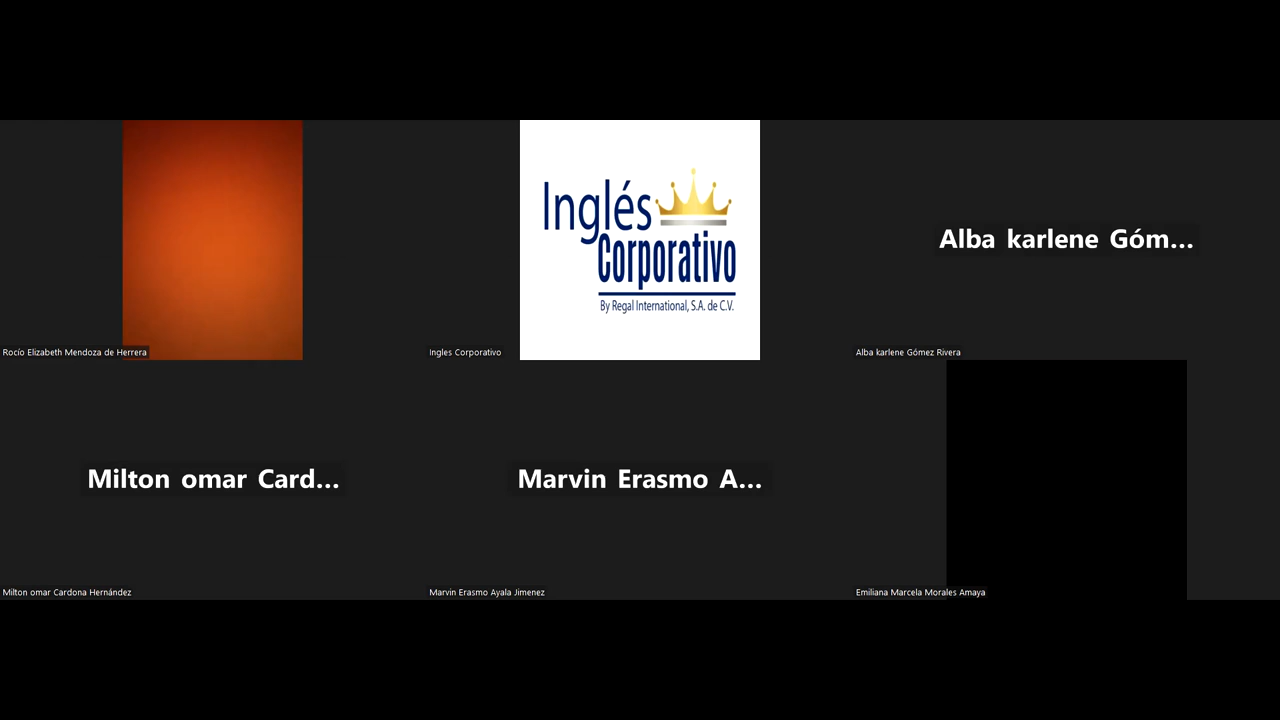 Inglés
Corporativo
By Regal International, S.A. de C.V.
Alba karlene Góm...
Rocío Elizabeth Mendoza de Herrera
Ingles Corporativo
Alba karlene Gómez Rivera
Milton omar Card...
Marvin Erasmo A...
Milton omar Cardona Hernández
Marvin Erasmo Ayala Jimenez
Emiliana Marcela Morales Amaya